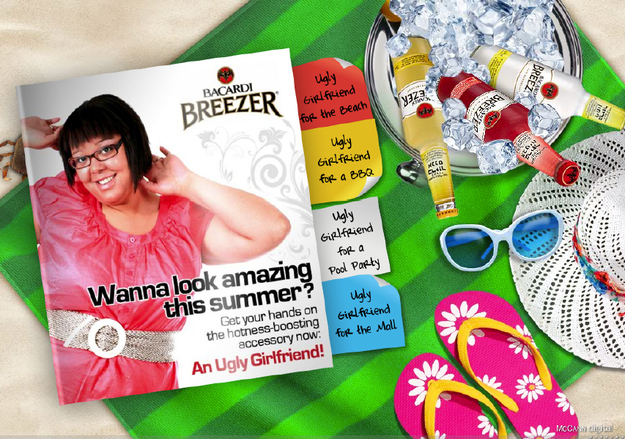 BACARDI
BREEZER
Wanna look amazing
this summer?
Get your hands on
the hotness-boosting
accessory now:
An Ugly Girlfriend!
Ugly
Girlfriend
for the Beach
Ugly
Girlfriend
for a BBQ
Ugly
Girlfriend
for a
Pool Party
Ugly
Girlfriend
for the Mall
BREEZER
McCANN digital